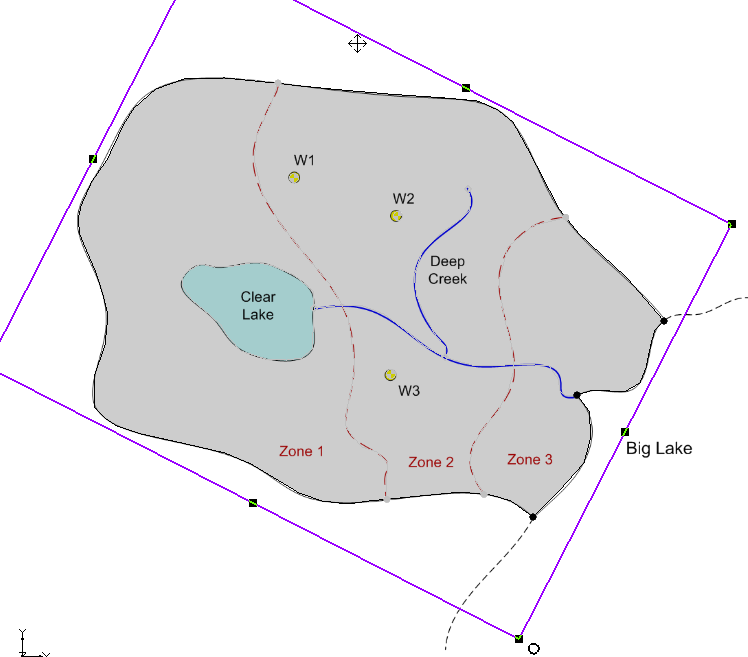 W1
W2
Deep
Creek
Clear
Lake
W3
Zone 1
Zone 2
Zone 3
Big Lake
Y
Z
X